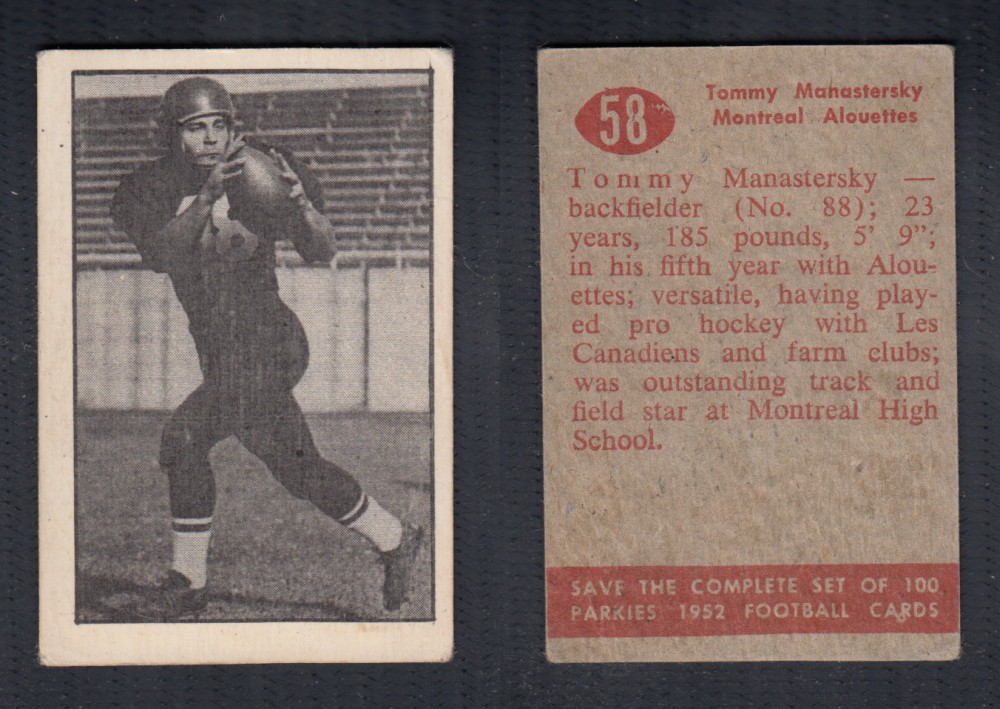 58
Tommy Manastersky
Montreal Alouettes
Tommy Manastersky —
backfielder (No. 88); 23
years, 185 pounds, 5' 9";
in his fifth year with Alou-
ettes; versatile, having play-
ed pro hockey with Les
Canadiens and farm clubs;
was outstanding track and
field star at Montreal High
School.
SAVE THE COMPLETE SET OF 100
PARKIES 1952 FOOTBALL CARDS